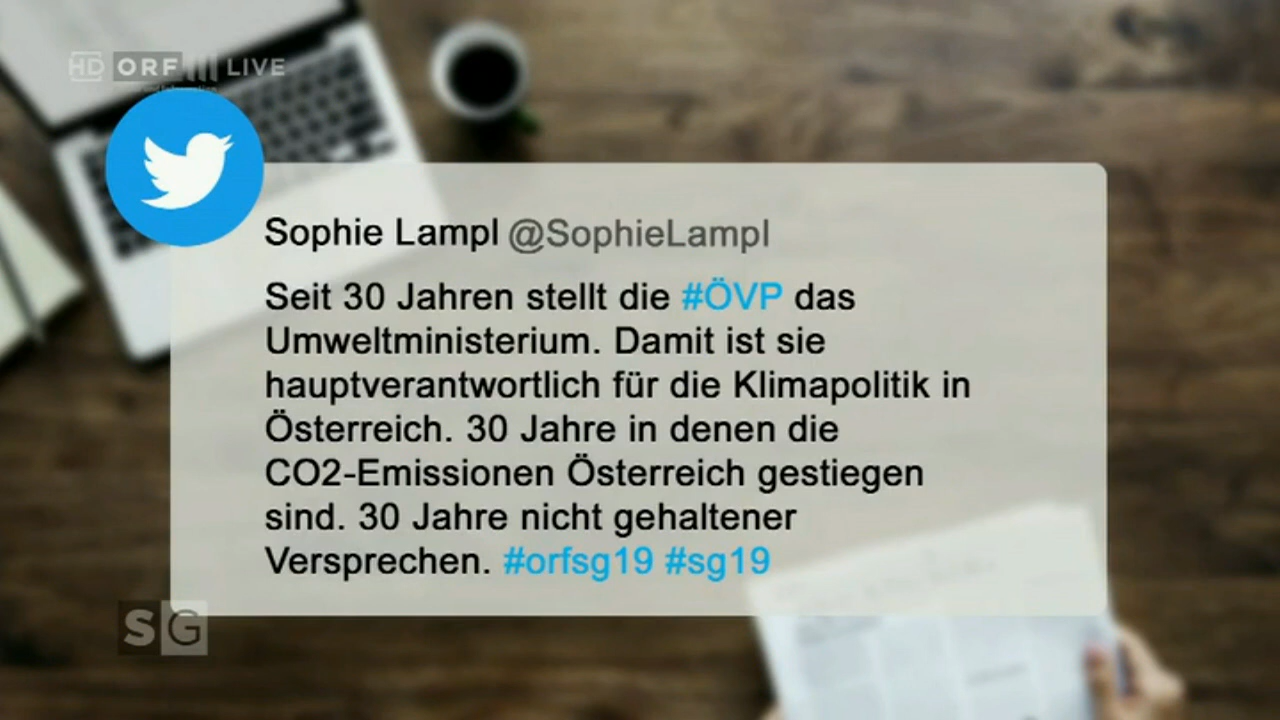 HD ORF LIVE
Sophie Lampl @SophieLampl
Seit 30 Jahren stellt die #ÖVP das
Umweltministerium. Damit ist sie
hauptverantwortlich für die Klimapolitik in
Österreich. 30 Jahre in denen die
CO2-Emissionen Österreich gestiegen
sind. 30 Jahre nicht gehaltener
Versprechen. #orfsg19 #sg19
SG